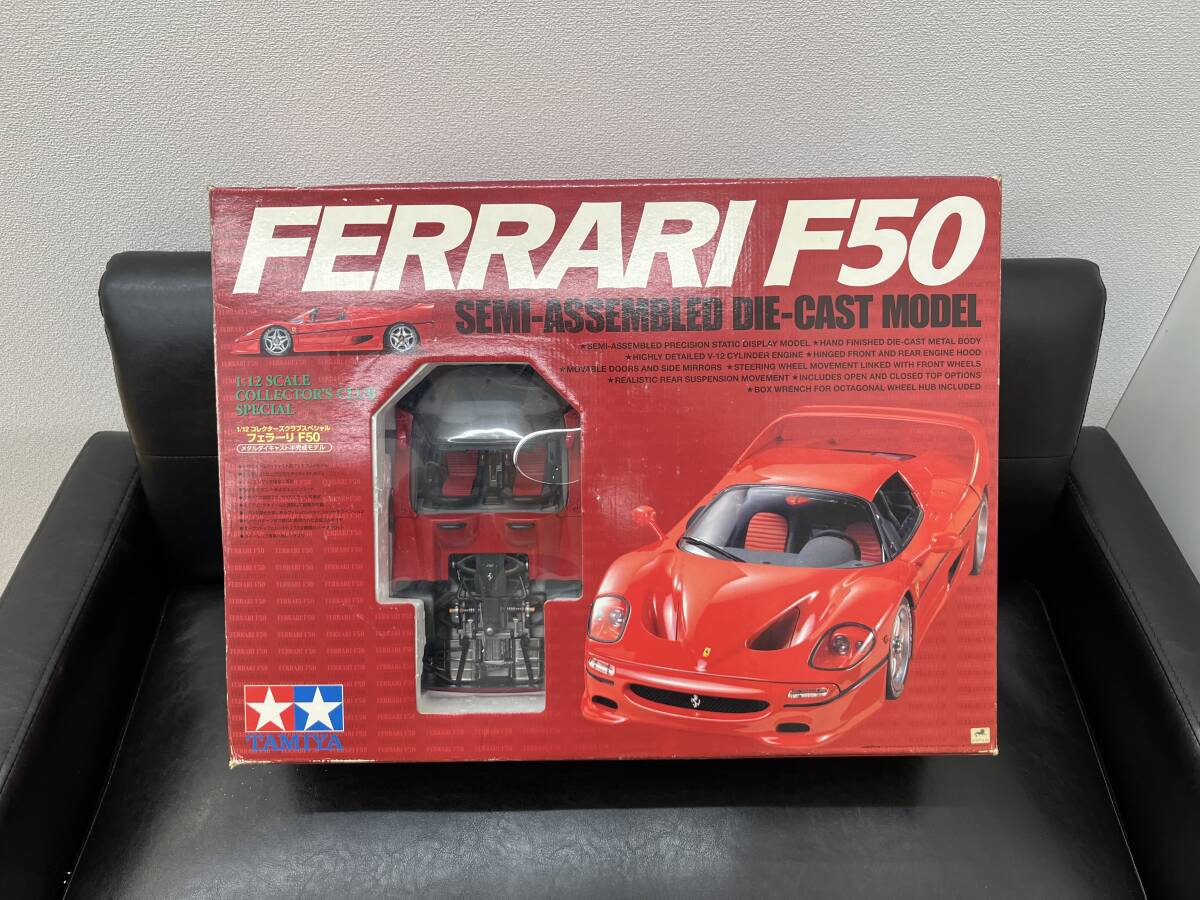 FERRARI F50
SEMI-ASSEMBLED DIE-CAST MODEL
★SEMI-ASSEMBLED PRECISION STATIC DISPLAY MODEL ★HAND FINISHED DIE-CAST METAL BODY
★HIGHLY DETAILED V-12 CYLINDER ENGINE ★HINGED FRONT AND REAR ENGINE HOOD
★MOVABLE DOORS AND SIDE MIRRORS ★STEERING WHEEL MOVEMENT LINKED WITH FRONT WHEELS
★REALISTIC REAR SUSPENSION MOVEMENT ★INCLUDES OPEN AND CLOSED TOP OPTIONS
★BOX WRENCH FOR OCTAGONAL WHEEL HUB INCLUDED
1:12 SCALE
COLLECTOR'S CLUB
SPECIAL
1/12 コレクターズクラブスペシャル
フェラーリ F50
メタルダイキャスト半完成モデル
TAMIYA